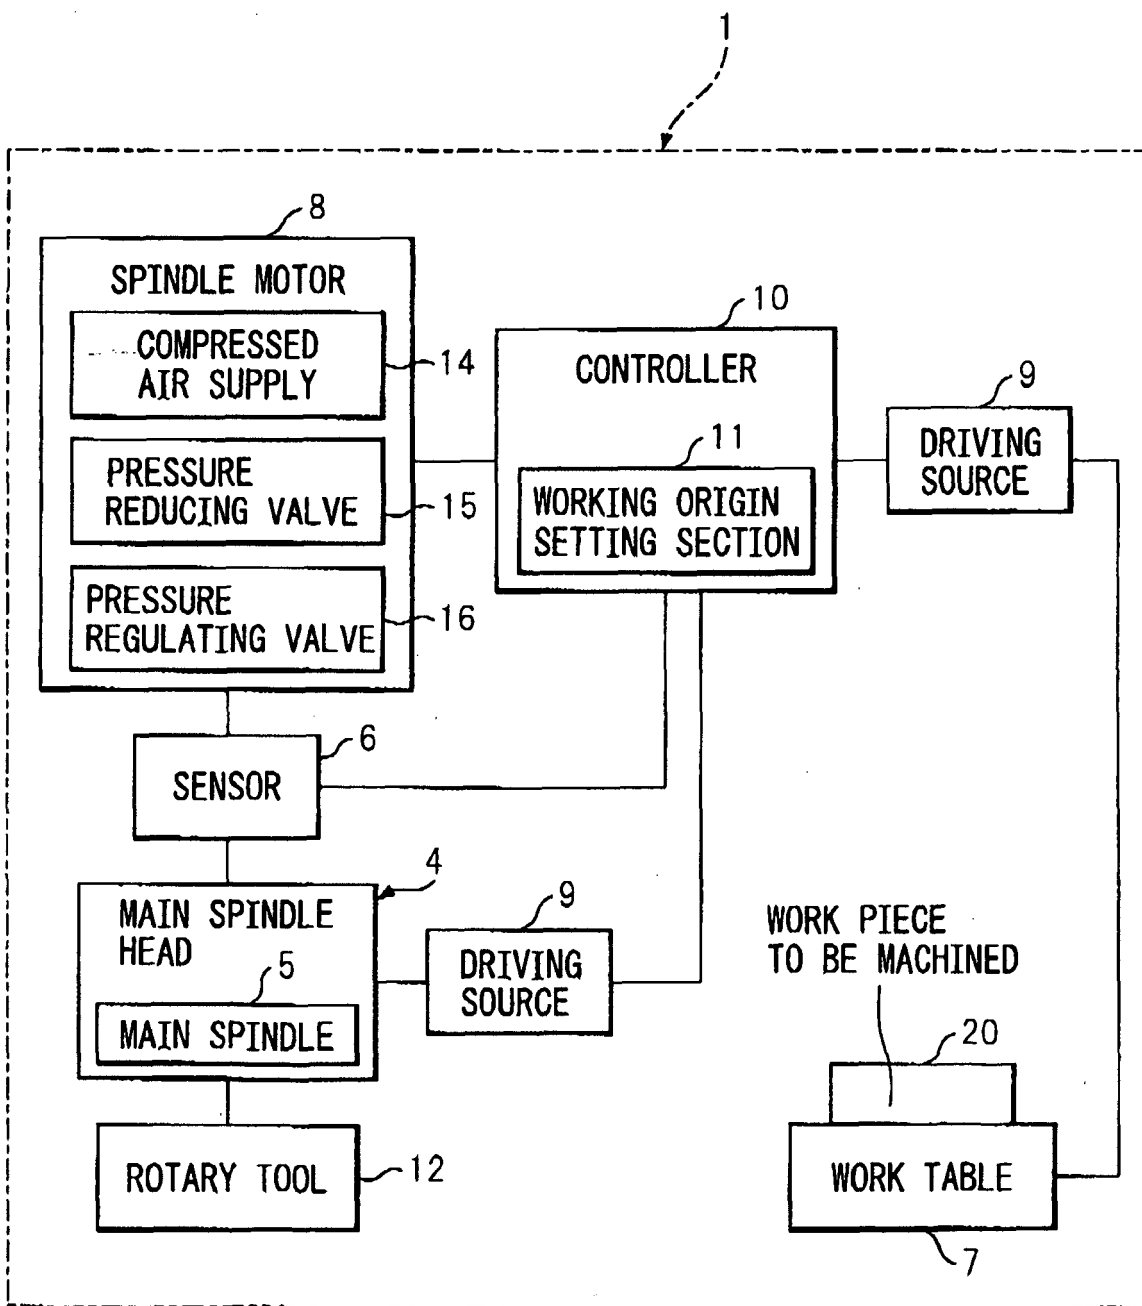 1
8
SPINDLE MOTOR
COMPRESSED
AIR SUPPLY
14
PRESSURE
REDUCING VALVE
15
PRESSURE
REGULATING VALVE
16
10
CONTROLLER
11
WORKING ORIGIN
SETTING SECTION
9
DRIVING
SOURCE
6
SENSOR
4
MAIN SPINDLE
HEAD
5
MAIN SPINDLE
9
DRIVING
SOURCE
WORK PIECE
TO BE MACHINED
20
ROTARY TOOL
12
WORK TABLE
7